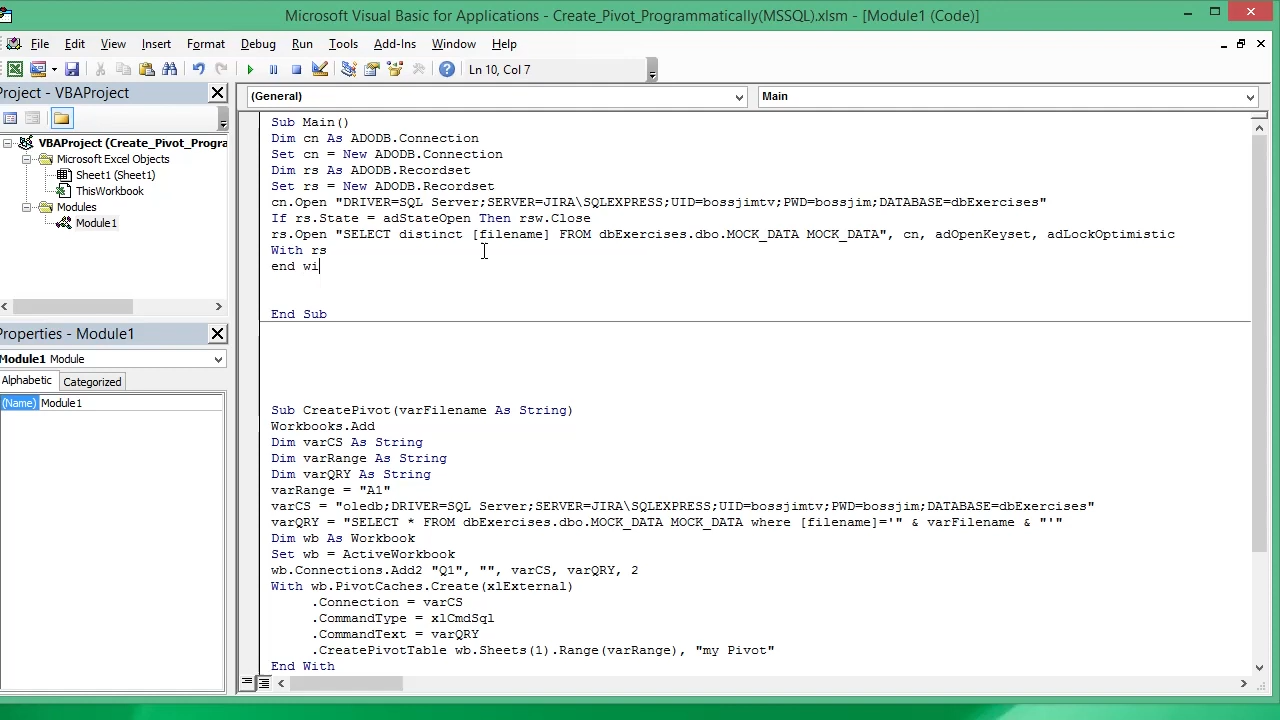 Microsoft Visual Basic for Applications - Create_Pivot_Programmatically(MSSQL).xlsm - [Module1 (Code)]
File Edit View Insert Format Debug Run Tools Add-Ins Window Help
Ln 10, Col 7
Project - VBAProject
(General)
Main
VBAProject (Create_Pivot_Progra
Microsoft Excel Objects
Sheet1 (Sheet1)
ThisWorkbook
Modules
Module1
Properties - Module1
Module1 Module
Alphabetic Categorized
(Name) Module1
Sub Main()
Dim cn As ADODB.Connection
Set cn = New ADODB.Connection
Dim rs As ADODB.Recordset
Set rs = New ADODB.Recordset
cn.Open "DRIVER=SQL Server;SERVER=JIRA\SQLEXPRESS;UID=bossjimtv;PWD=bossjim;DATABASE=dbExercises"
If rs.State = adStateOpen Then rsw.Close
rs.Open "SELECT distinct [filename] FROM dbExercises.dbo.MOCK_DATA MOCK_DATA", cn, adOpenKeyset, adLockOptimistic
With rs
end wi
End Sub
Sub CreatePivot(varFilename As String)
Workbooks.Add
Dim varCS As String
Dim varRange As String
Dim varQRY As String
varRange = "A1"
varCS = "oledb;DRIVER=SQL Server;SERVER=JIRA\SQLEXPRESS;UID=bossjimtv;PWD=bossjim;DATABASE=dbExercises"
varQRY = "SELECT * FROM dbExercises.dbo.MOCK_DATA MOCK_DATA where [filename]='" & varFilename & "'"
Dim wb As Workbook
Set wb = ActiveWorkbook
wb.Connections.Add2 "Q1", "", varCS, varQRY, 2
With wb.PivotCaches.Create(xlExternal)
.Connection = varCS
.CommandType = xlCmdSql
.CommandText = varQRY
.CreatePivotTable wb.Sheets(1).Range(varRange), "my Pivot"
End With